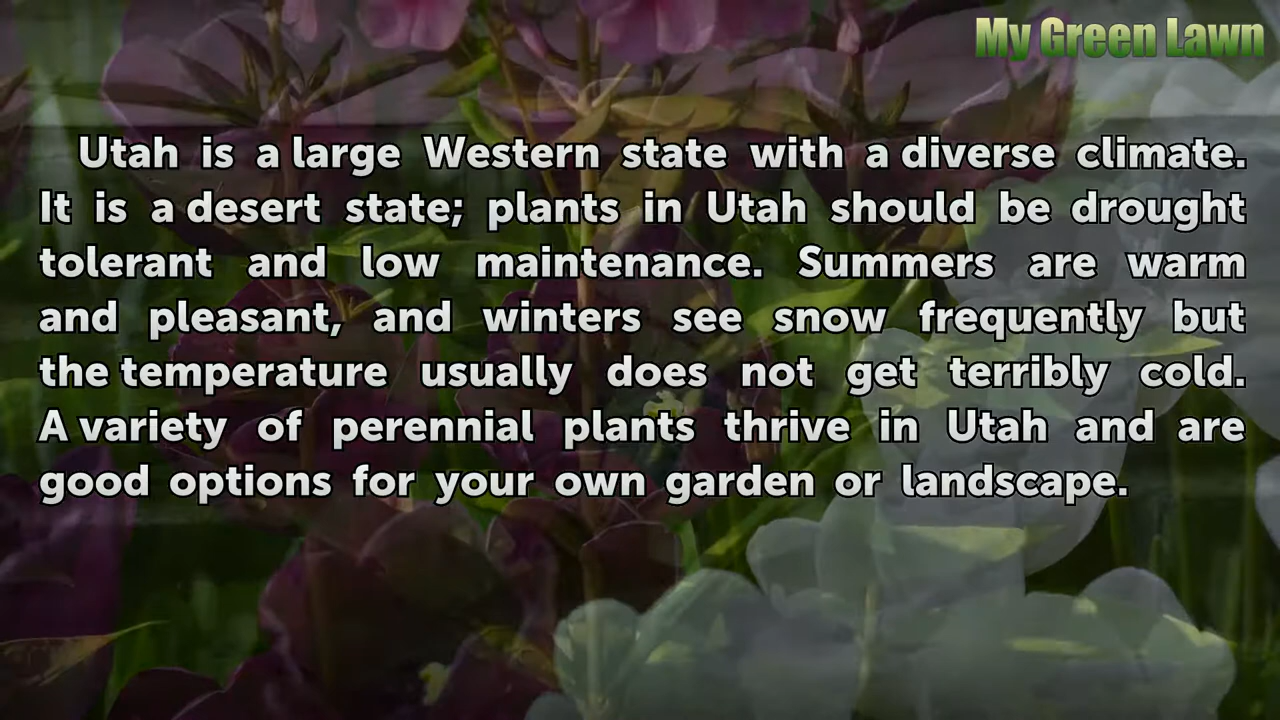 My Green Lawn
Utah is a large Western state with a diverse climate.
It is a desert state; plants in Utah should be drought
tolerant and low maintenance. Summers are warm
and pleasant, and winters see snow frequently but
the temperature usually does not get terribly cold.
A variety of perennial plants thrive in Utah and are
good options for your own garden or landscape.